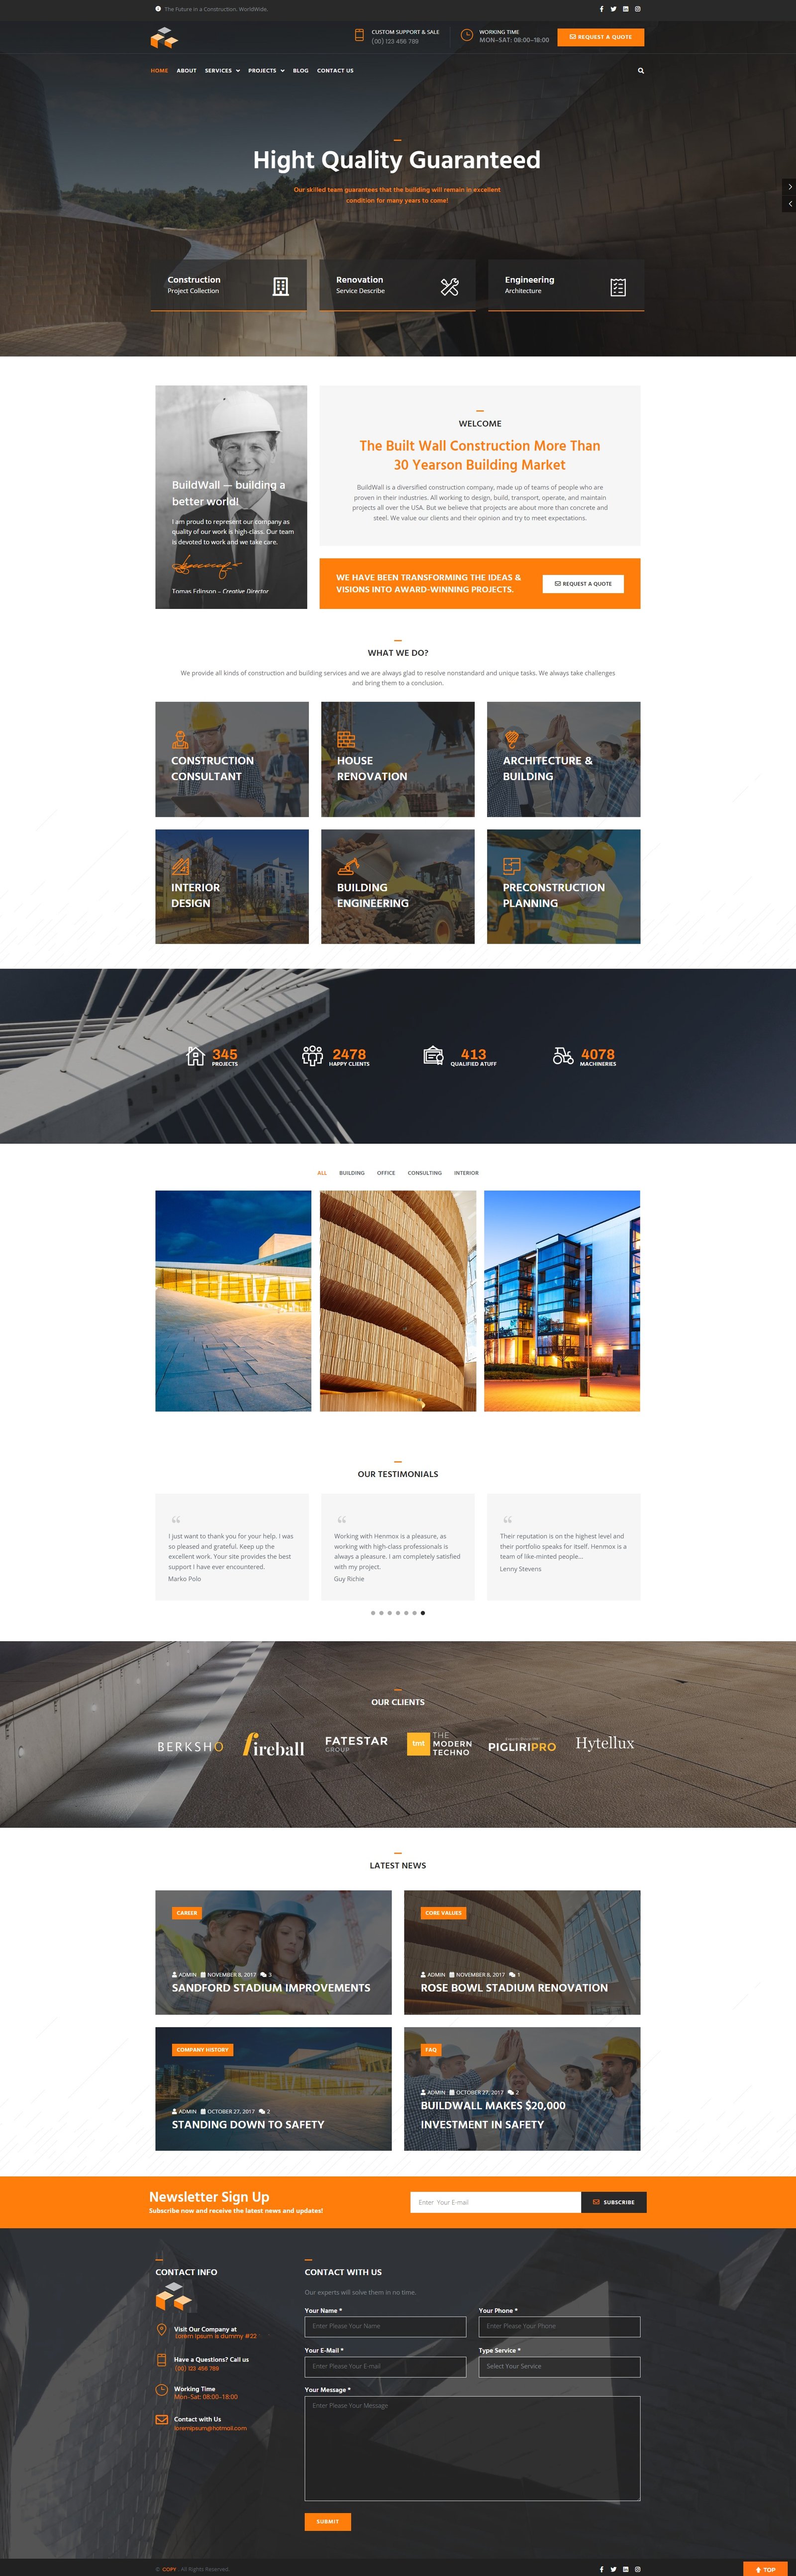 The Future in a Construction. WorldWide.
CUSTOM SUPPORT & SALE
(00) 123 456 789
WORKING TIME
MON-SAT: 08:00-18:00
REQUEST A QUOTE
HOME ABOUT SERVICES PROJECTS BLOG CONTACT US
Hight Quality Guaranteed
Our skilled team guarantees that the building will remain in excellent
condition for many years to come!
Construction
Project Collection
Renovation
Service Describe
Engineering
Architecture
BuildWall — building a
better world!
I am proud to represent our company as
quality of our work is high-class. Our team
is devoted to work and we take care.
Tomas Edinson – Creative Director
WELCOME
The Built Wall Construction More Than
30 Yearson Building Market
BuildWall is a diversified construction company, made up of teams of people who are
proven in their industries. All working to design, build, transport, operate, and maintain
projects all over the USA. But we believe that projects are about more than concrete and
steel. We value our clients and their opinion and try to meet expectations.
WE HAVE BEEN TRANSFORMING THE IDEAS &
VISIONS INTO AWARD-WINNING PROJECTS.
REQUEST A QUOTE
WHAT WE DO?
We provide all kinds of construction and building services and we are always glad to resolve nonstandard and unique tasks. We always take challenges
and bring them to a conclusion.
CONSTRUCTION
CONSULTANT
HOUSE
RENOVATION
ARCHITECTURE &
BUILDING
INTERIOR
DESIGN
BUILDING
ENGINEERING
PRECONSTRUCTION
PLANNING
345
PROJECTS
2478
HAPPY CLIENTS
413
QUALIFIED ATUFF
4078
MACHINERIES
ALL BUILDING OFFICE CONSULTING INTERIOR
OUR TESTIMONIALS
“
I just want to thank you for your help. I was
so pleased and grateful. Keep up the
excellent work. Your site provides the best
support I have ever encountered.
Marko Polo
“
Working with Henmox is a pleasure, as
working with high-class professionals is
always a pleasure. I am completely satisfied
with my project.
Guy Richie
“
Their reputation is on the highest level and
their portfolio speaks for itself. Henmox is a
team of like-minted people...
Lenny Stevens
OUR CLIENTS
BERKSHO
fireball
FATESTAR
GROUP
tmt
THE
MODERN
TECHNO
PIGLIRIPRO
Hytellux
LATEST NEWS
CAREER
ADMIN NOVEMBER 8, 2017 3
SANDFORD STADIUM IMPROVEMENTS
CORE VALUES
ADMIN NOVEMBER 8, 2017 1
ROSE BOWL STADIUM RENOVATION
COMPANY HISTORY
ADMIN OCTOBER 27, 2017 2
STANDING DOWN TO SAFETY
FAQ
ADMIN OCTOBER 27, 2017 2
BUILDWALL MAKES $20,000
INVESTMENT IN SAFETY
Newsletter Sign Up
Subscribe now and receive the latest news and updates!
Enter Your E-mail
SUBSCRIBE
CONTACT INFO
Visit Our Company at
Lorem Ipsum is dummy #22
Have a Questions? Call us
(00) 123 456 789
Working Time
Mon-Sat: 08:00-18:00
Contact with Us
loremipsum@hotmail.com
CONTACT WITH US
Our experts will solve them in no time.
Your Name *
Enter Please Your Name
Your Phone *
Enter Please Your Phone
Your E-Mail *
Enter Please Your E-mail
Type Service *
Select Your Service
Your Message *
Enter Please Your Message
SUBMIT
© COPY . All Rights Reserved.
TOP